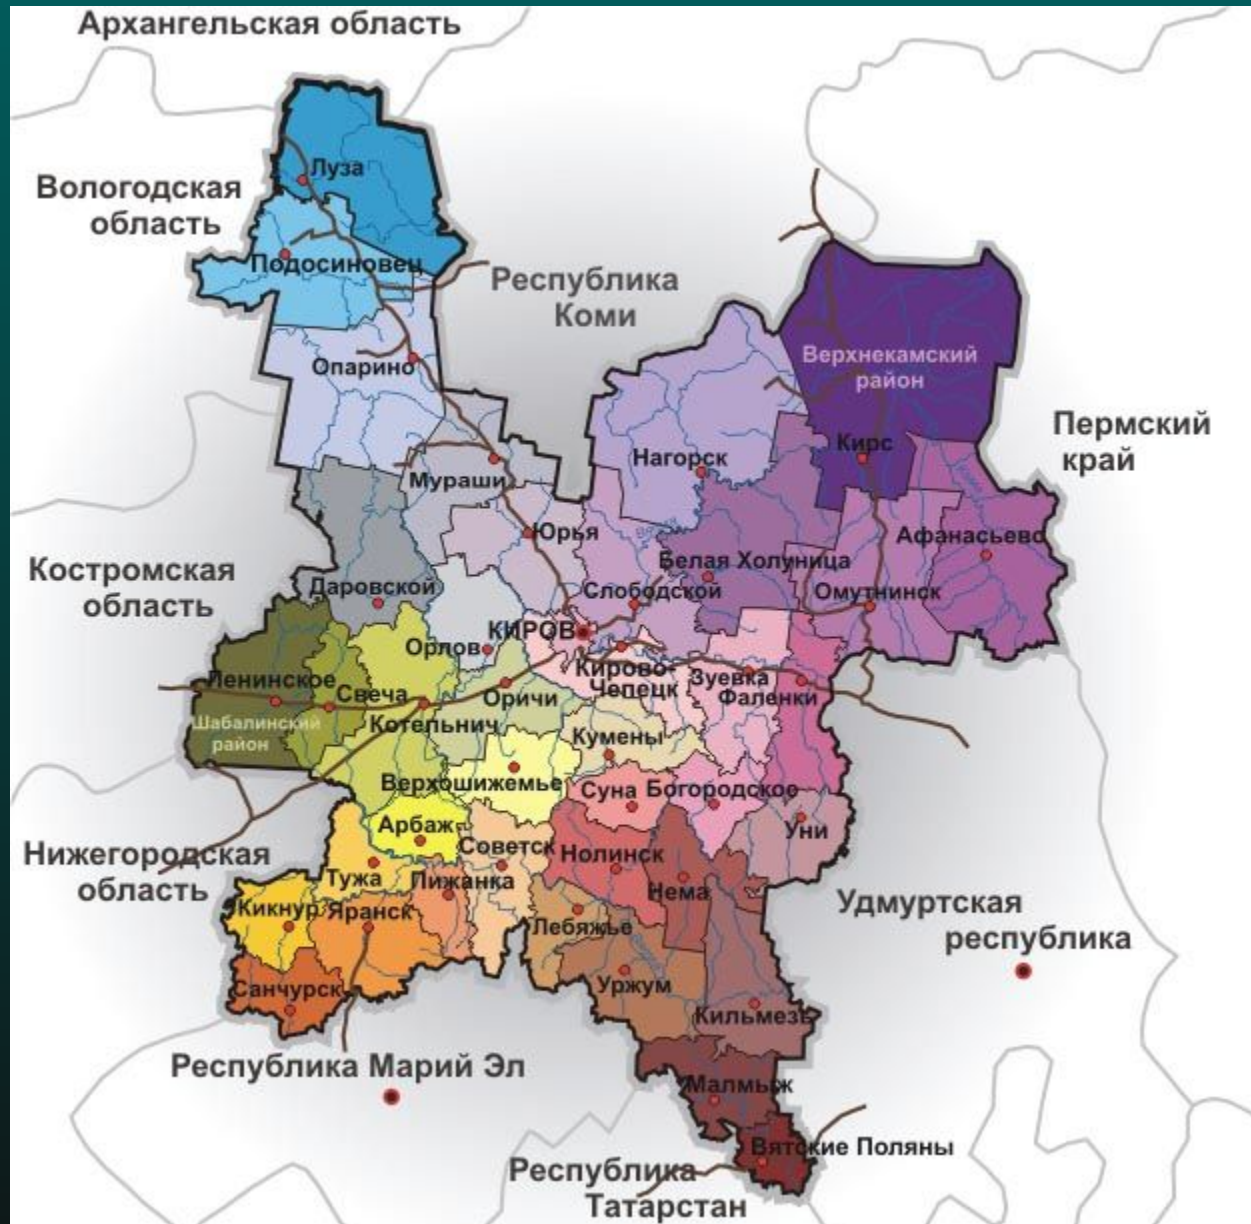 Архангельская область
Вологодская
область
Луза
Подосиновец
Республика
Коми
Опарино
Верхнекамский
район
Пермский
край
Кирс
Нагорск
Мураши
Юрья
Афанасьево
Белая Холуница
Костромская
область
Даровской
Слободской
Омутнинск
КИРОВ
Орлов
Кирово-
Чепецк
Зуевка
Фаленки
Ленинское
Свеча
Оричи
Шабалинский
район
Котельнич
Кумены
Верхошижемье
Суна
Богородское
Арбаж
Уни
Нижегородская
область
Советск
Нолинск
Тужа
Пижанка
Нема
Кикнур
Яранск
Лебяжье
Удмуртская
республика
Санчурск
Уржум
Кильмезь
Республика Марий Эл
Малмыж
Вятские Поляны
Республика
Татарстан